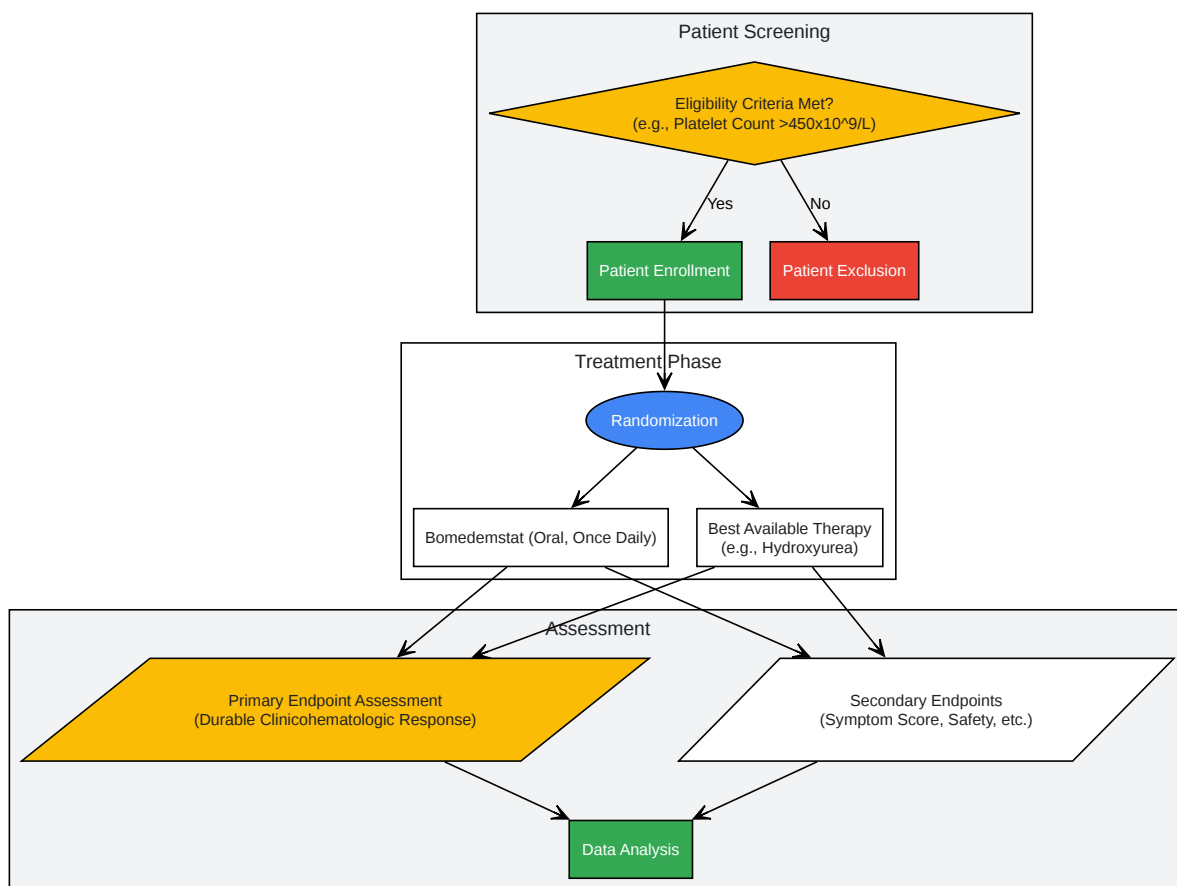 Patient Screening
Eligibility Criteria Met?
(e.g., Platelet Count >450x10^9/L)
Yes
No
Patient Enrollment
Patient Exclusion
Treatment Phase
Randomization
Bomedemstat (Oral, Once Daily)
Best Available Therapy
(e.g., Hydroxyurea)
Assessment
Primary Endpoint Assessment
(Durable Clinicohematologic Response)
Secondary Endpoints
(Symptom Score, Safety, etc.)
Data Analysis